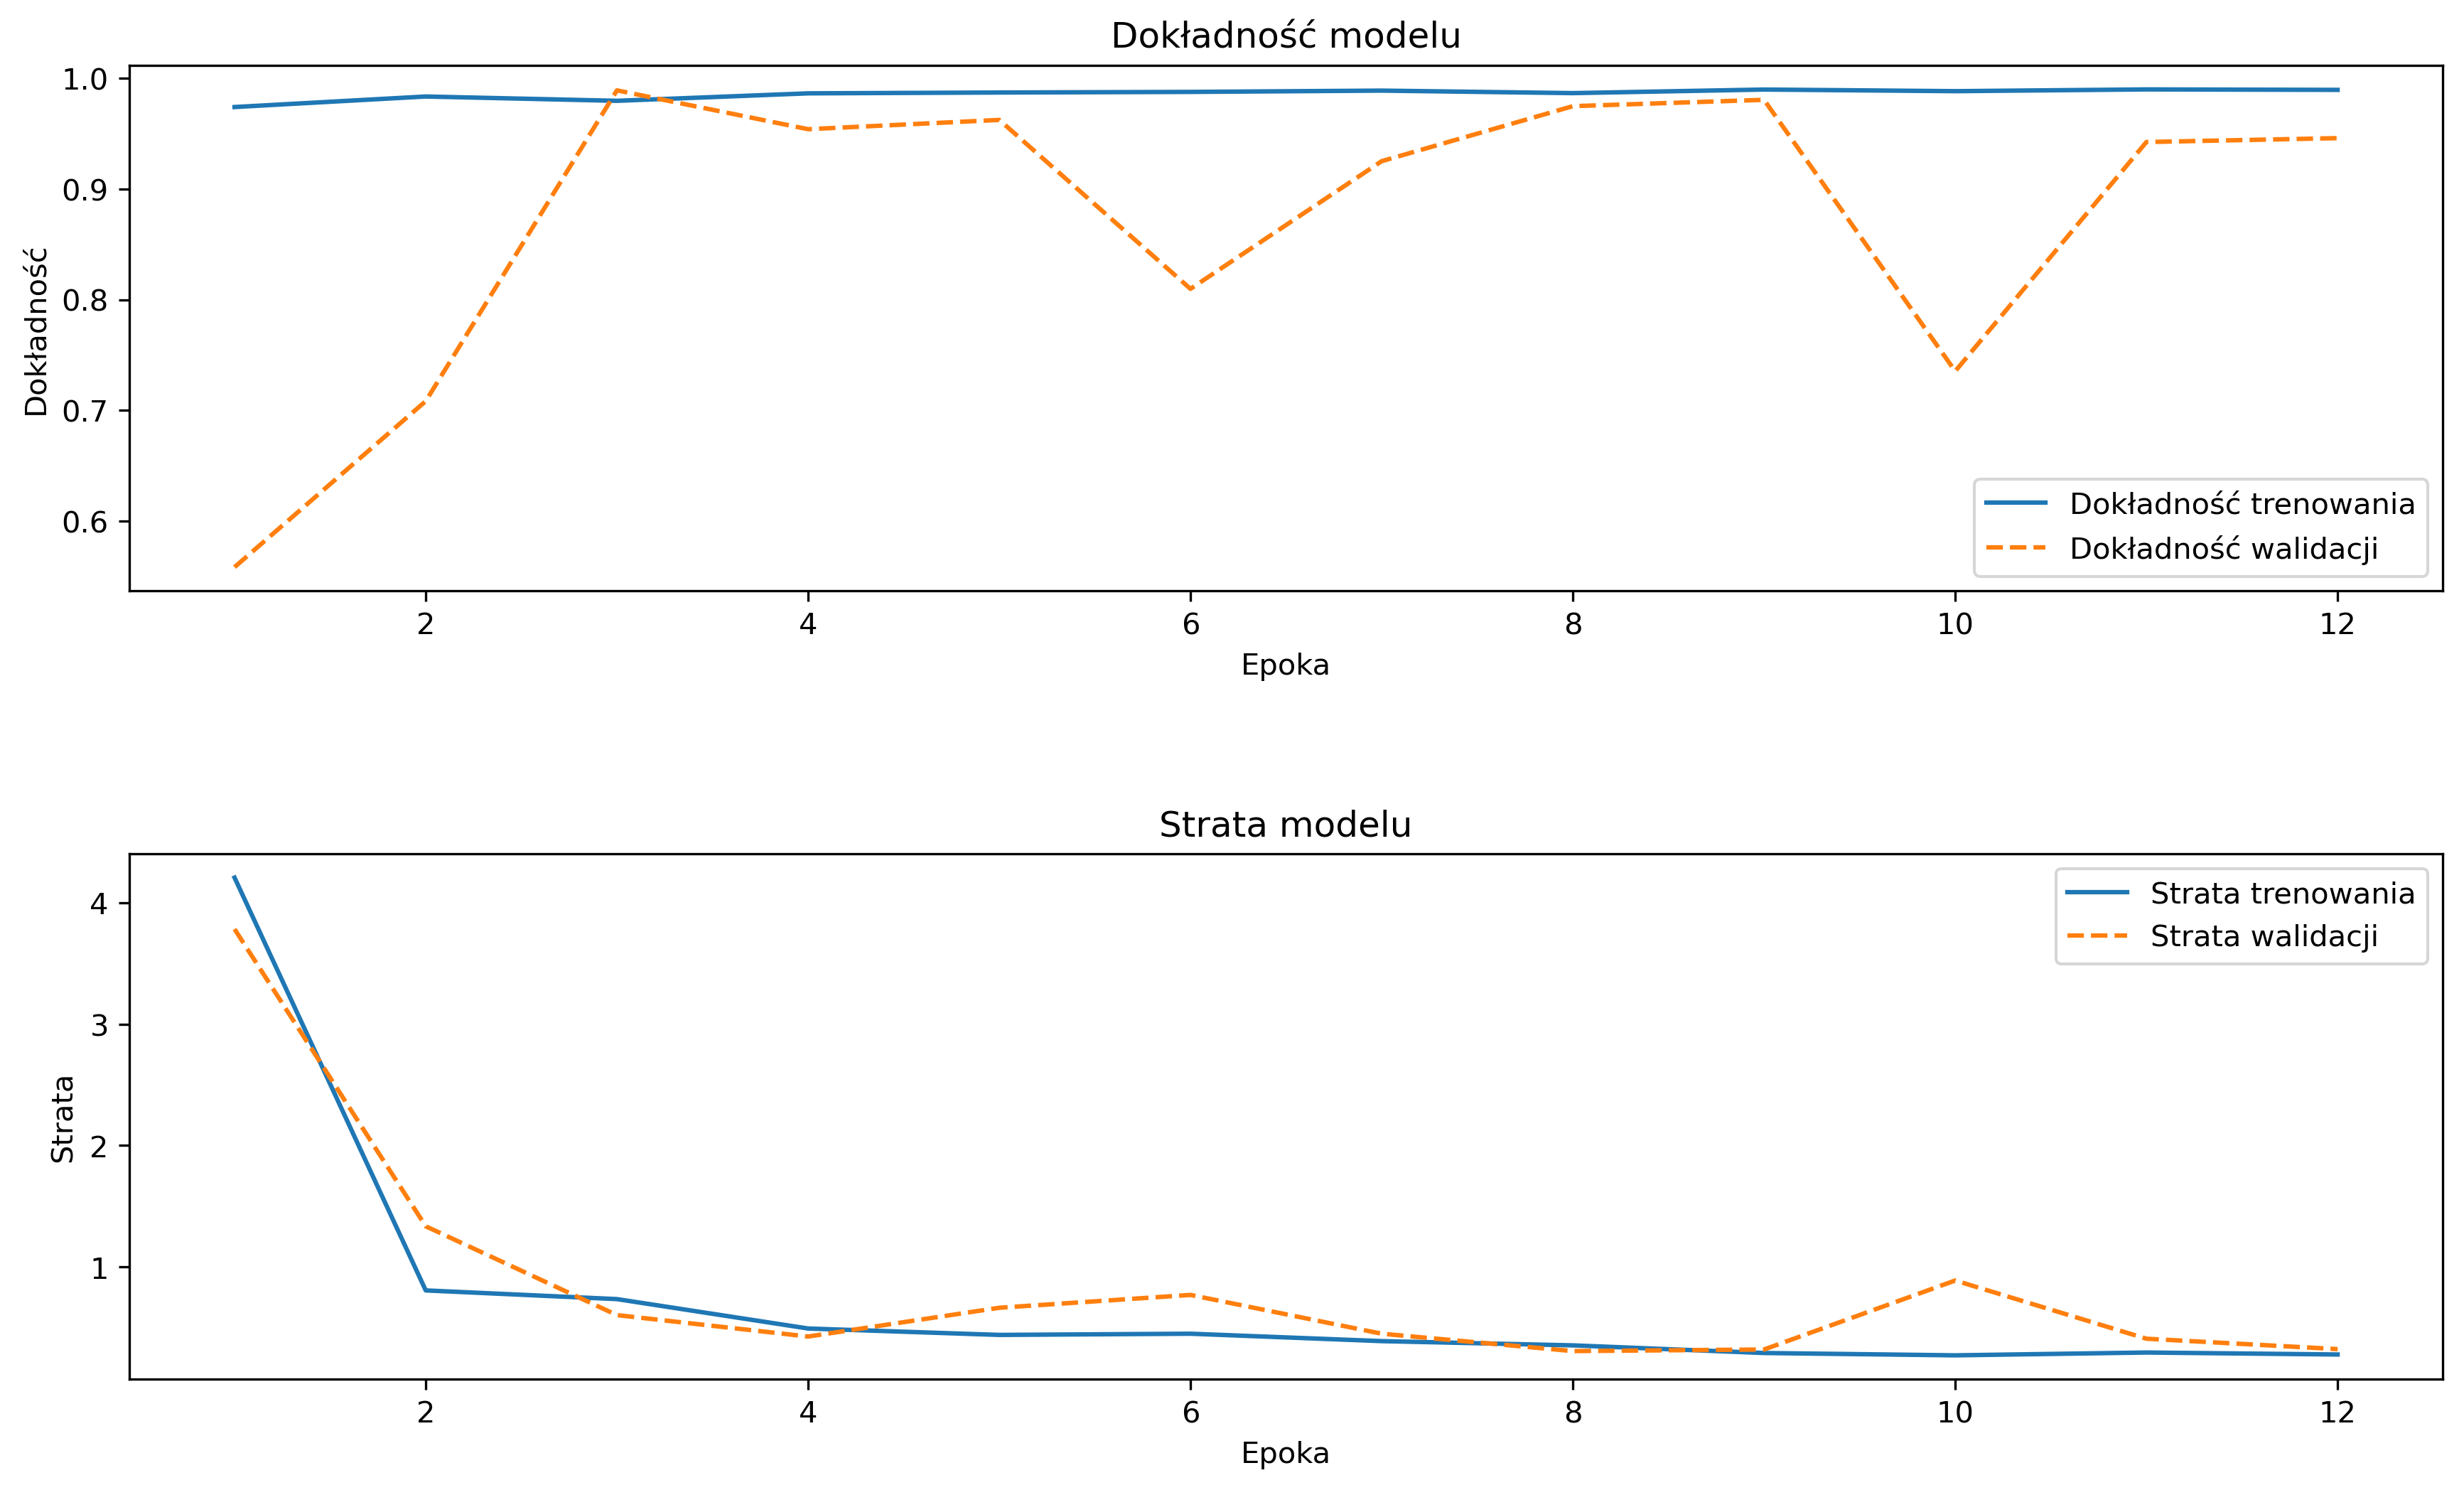 Dokładność modelu
Dokładność
1.0
0.9
0.8
0.7
0.6
Dokładność trenowania
Dokładność walidacji
2 4 6 8 10 12
Epoka
Strata modelu
Strata
4
3
2
1
Strata trenowania
Strata walidacji
2 4 6 8 10 12
Epoka